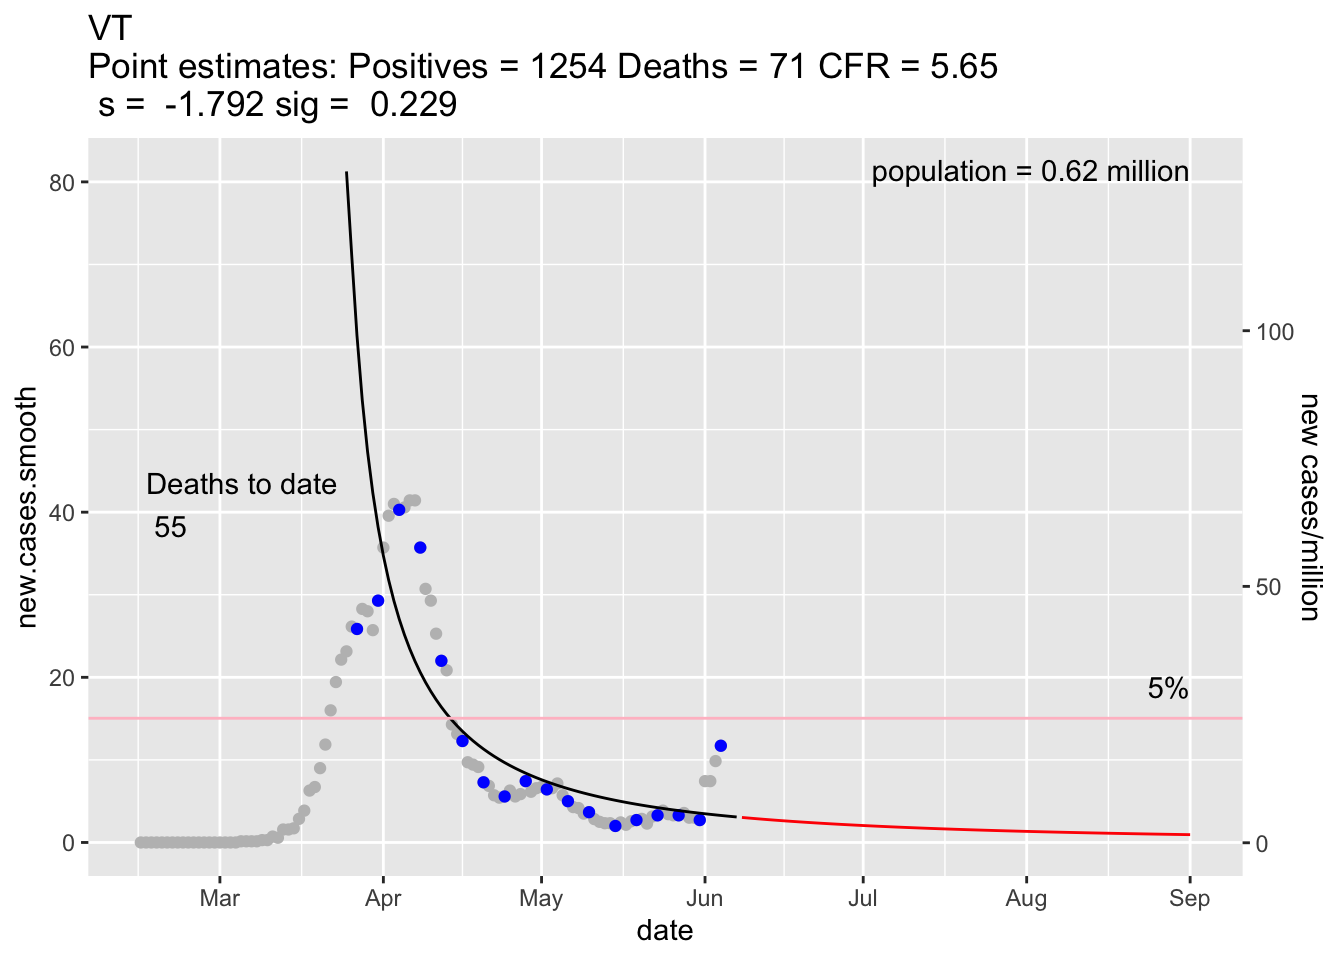 VT
Point estimates: Positives = 1254 Deaths = 71 CFR = 5.65
s =  -1.792 sig =  0.229
population = 0.62 million
80
60
40
20
0
new.cases.smooth
Deaths to date
55
5%
100
50
0
new cases/million
Mar Apr May Jun Jul Aug Sep
date